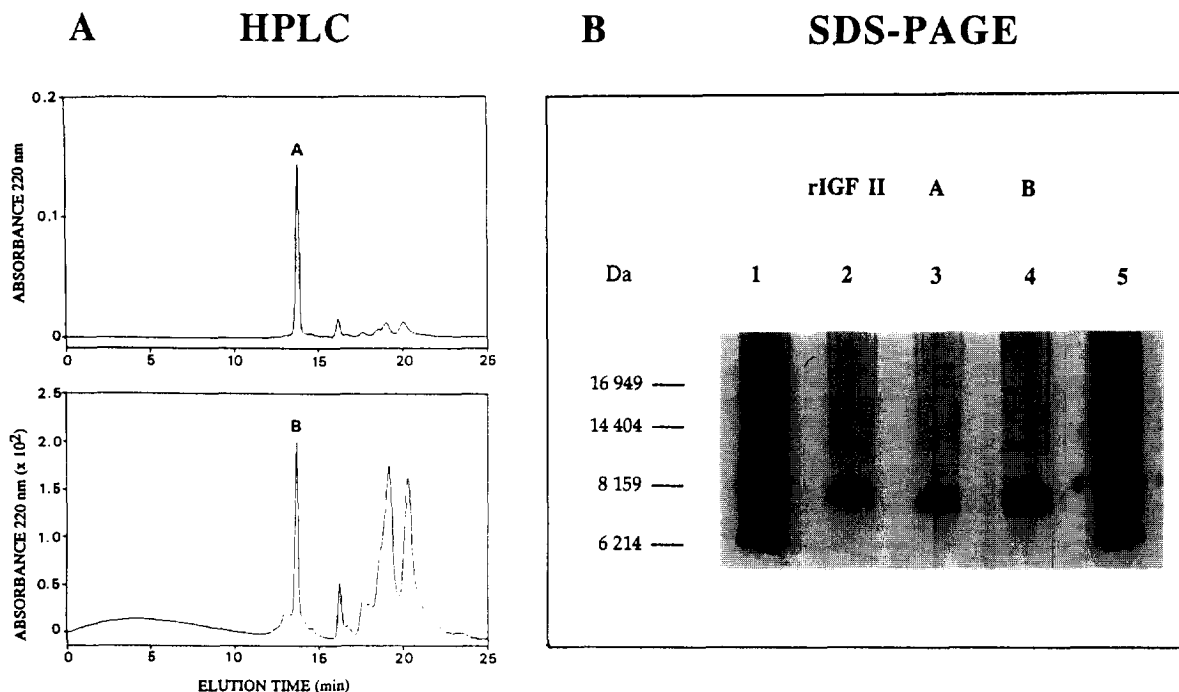 A HPLC
ABSORBANCE 220 nm
0.2
0.1
0
A
0 5 10 15 20 25
ABSORBANCE 220 nm (x 10²)
2.5
2.0
1.5
1.0
0.5
0
B
0 5 10 15 20 25
ELUTION TIME (min)
B SDS-PAGE
rIGF II A B
Da 1 2 3 4 5
16 949
14 404
8 159
6 214